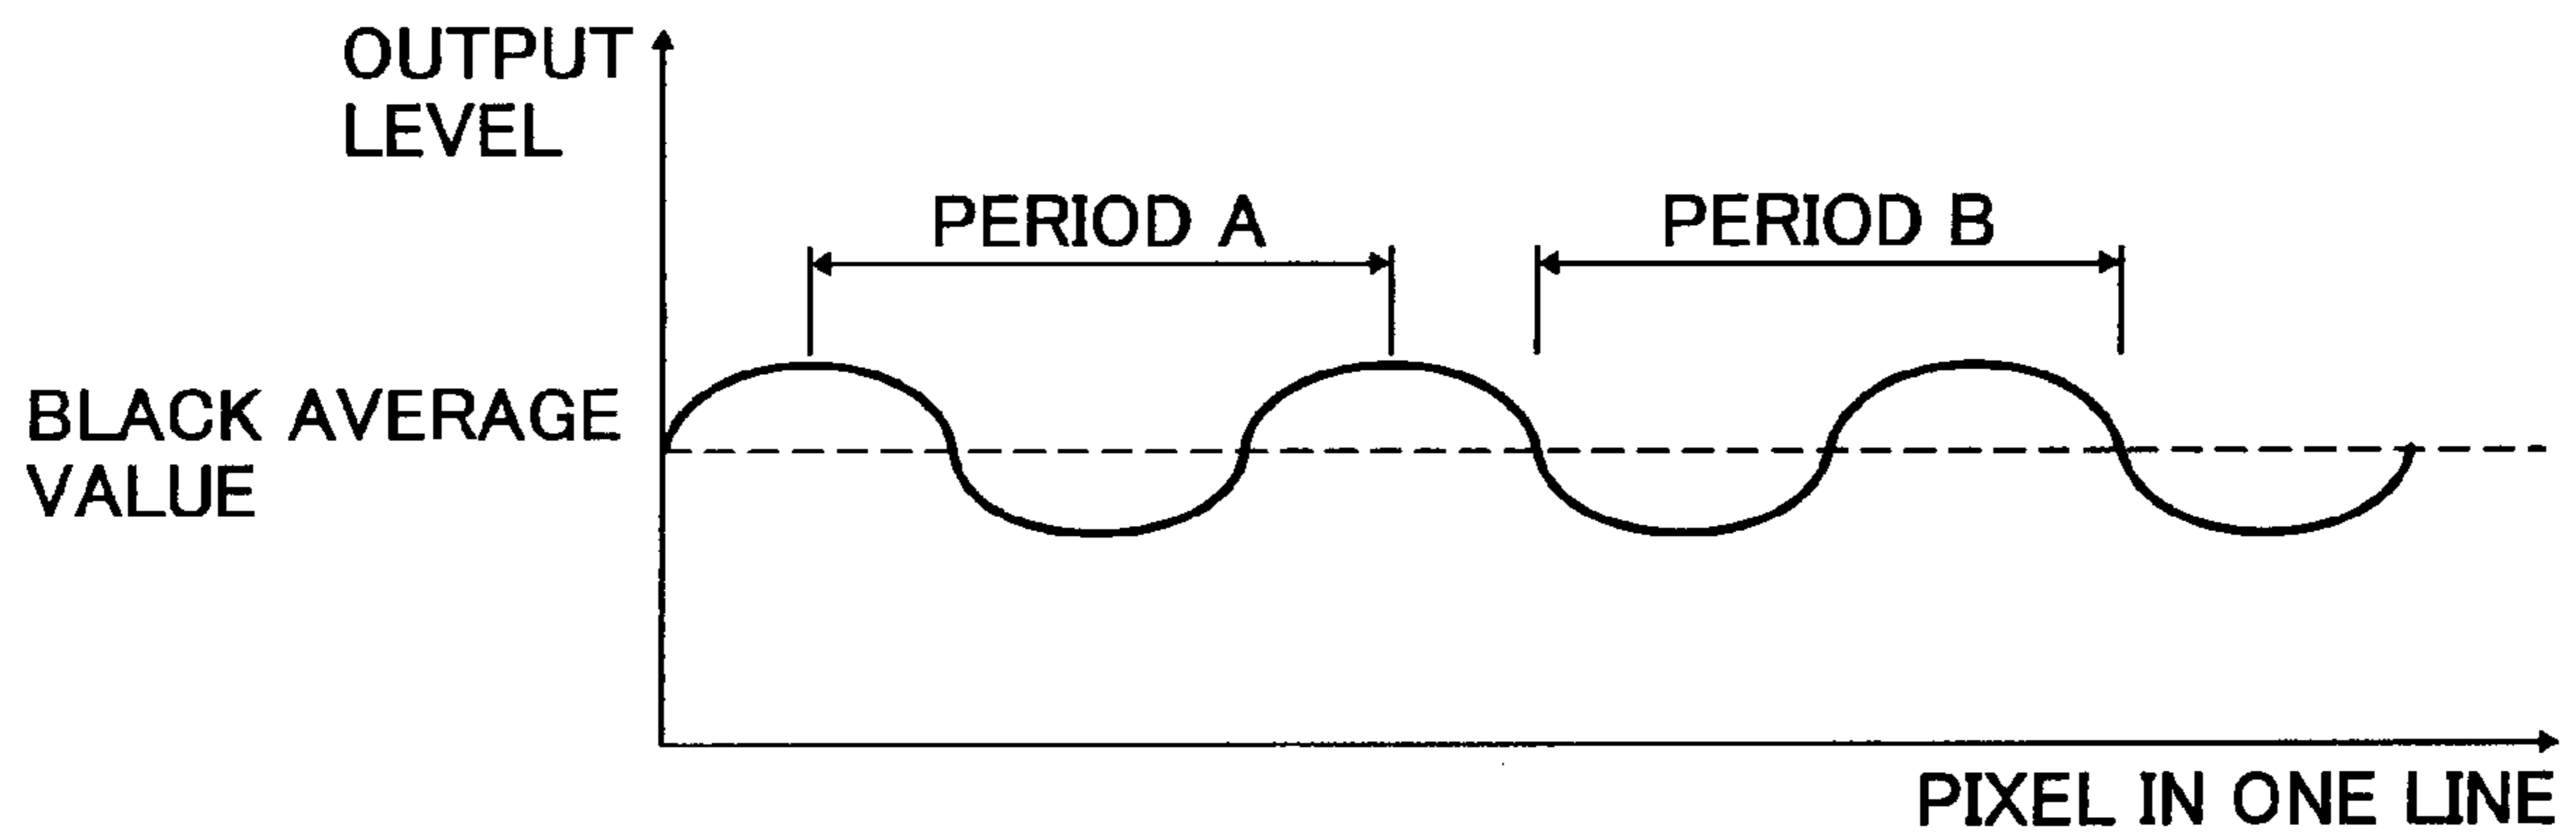 OUTPUT
LEVEL
PERIOD A
PERIOD B
BLACK AVERAGE
VALUE
PIXEL IN ONE LINE